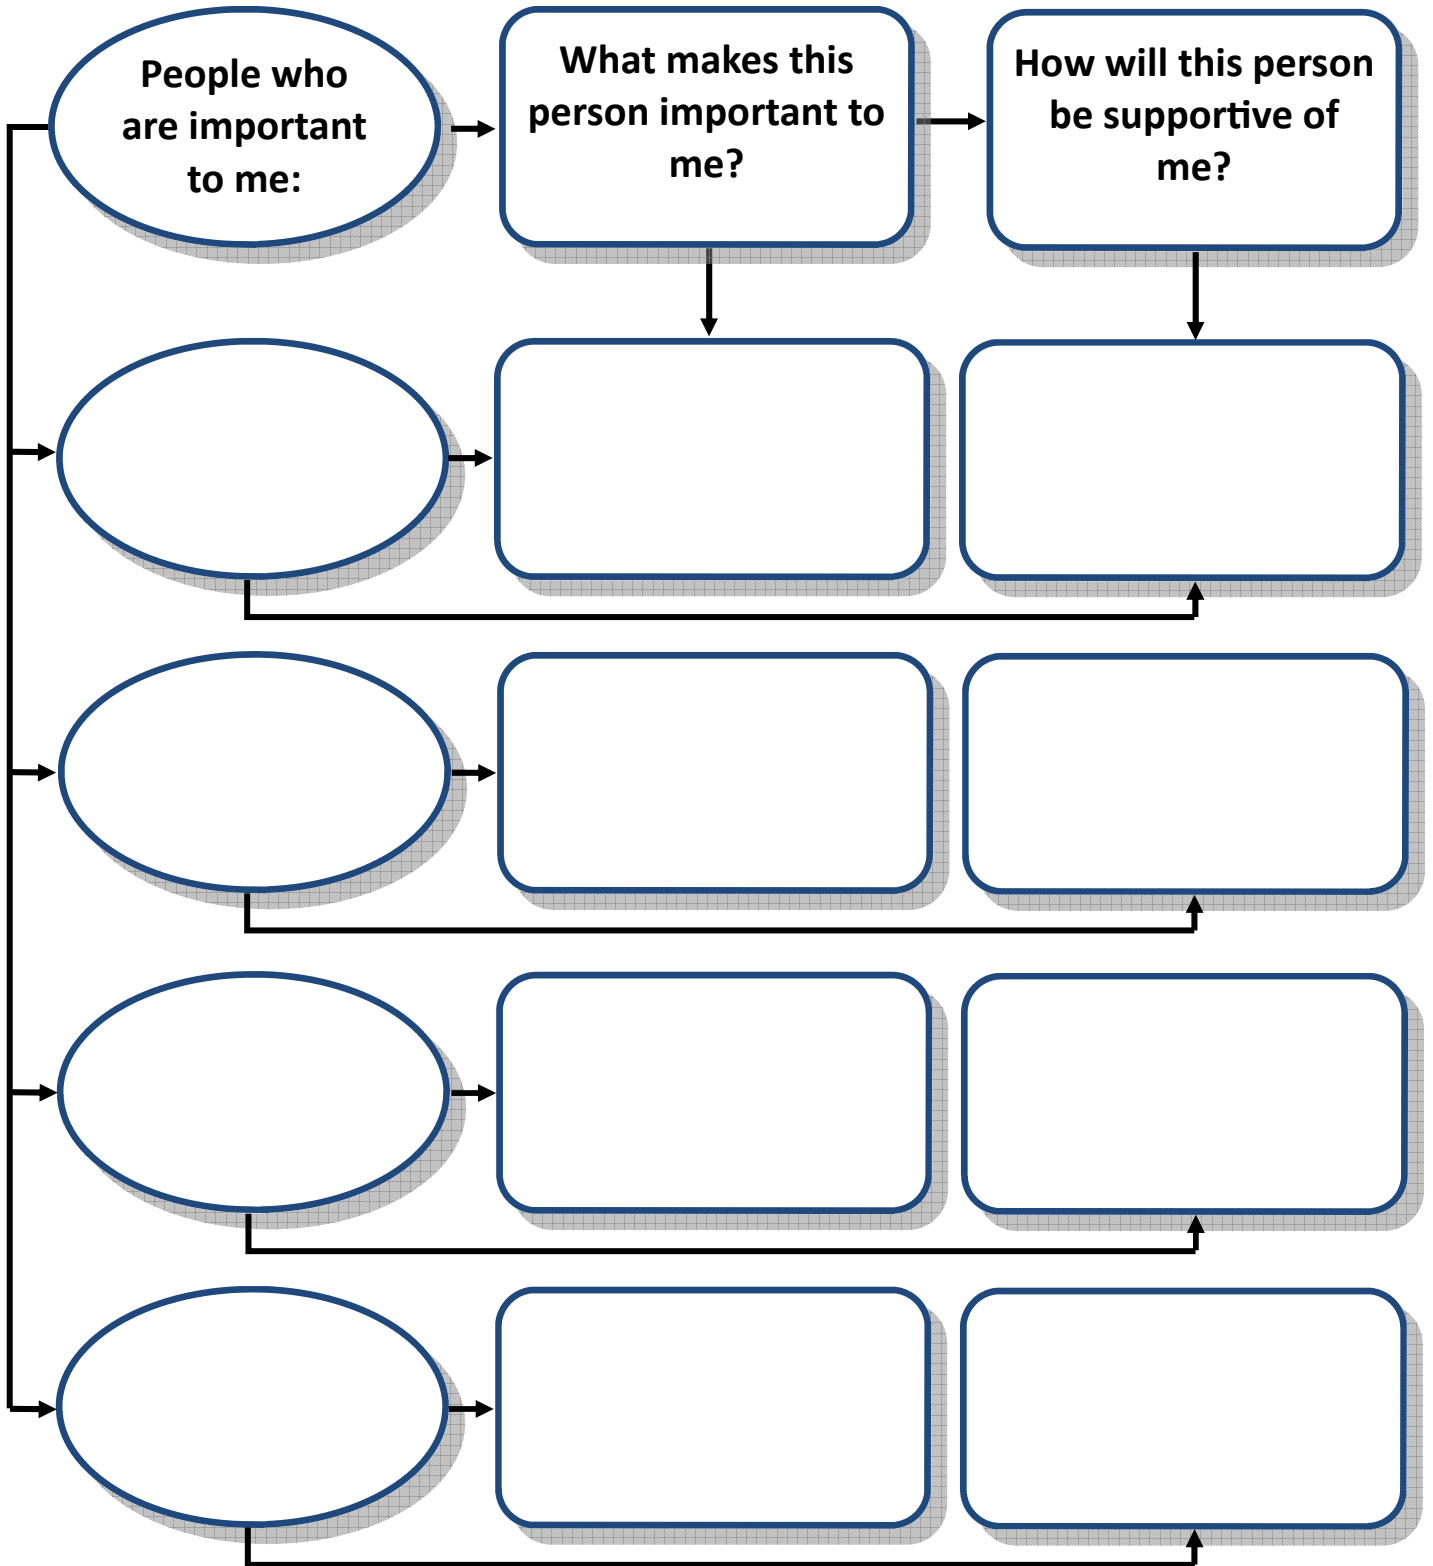 People who
are important
to me:
What makes this
person important to
me?
How will this person
be supportive of
me?